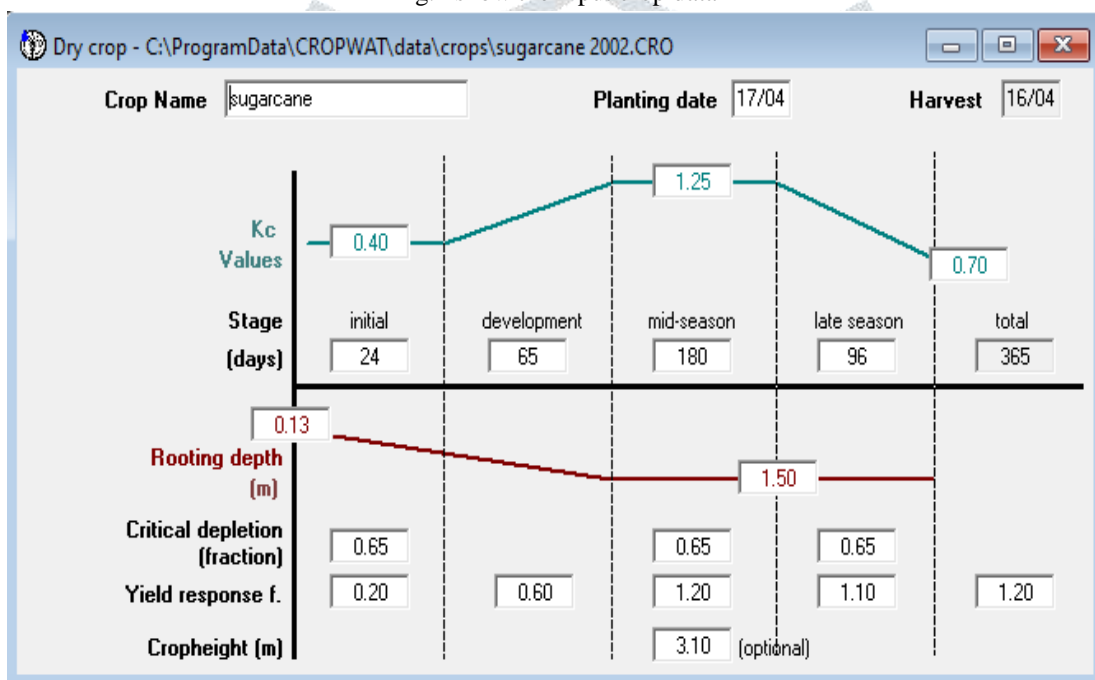 Dry crop - C:\ProgramData\CROPWAT\data\crops\sugarcane 2002.CRO
Crop Name sugarcane Planting date 17/04 Harvest 16/04
1.25
Kc
Values
0.40
0.70
Stage initial development mid-season late season total
(days) 24 65 180 96 365
0.13
Rooting depth
(m)
1.50
Critical depletion
(fraction) 0.65 0.65 0.65
Yield response f. 0.20 0.60 1.20 1.10 1.20
Cropheight (m) 3.10 (optional)